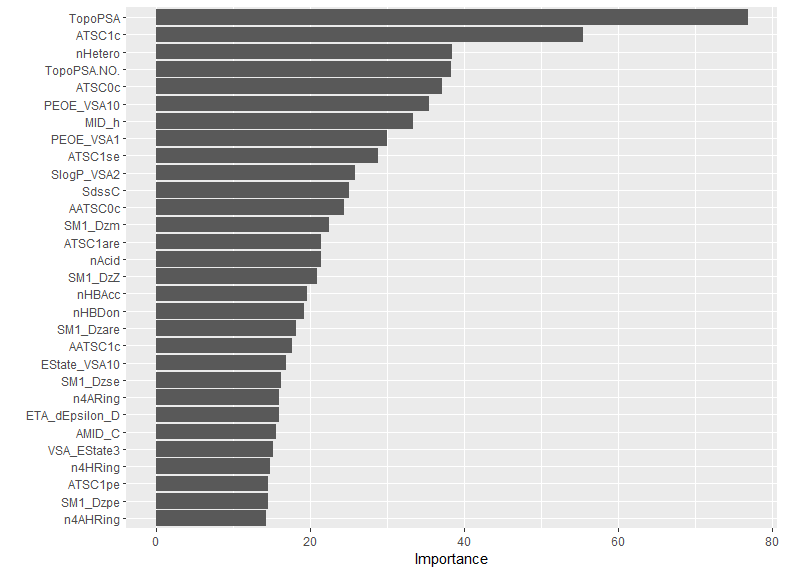 TopoPSA
ATSC1c
nHetero
TopoPSA.NO.
ATSC0c
PEOE_VSA10
MID_h
PEOE_VSA1
ATSC1se
SlogP_VSA2
SdssC
AATSC0c
SM1_Dzm
ATSC1are
nAcid
SM1_DzZ
nHBAcc
nHBDon
SM1_Dzare
AATSC1c
EState_VSA10
SM1_Dzse
n4ARing
ETA_dEpsilon_D
AMID_C
VSA_EState3
n4HRing
ATSC1pe
SM1_Dzpe
n4AHRing
0 20 40 60 80
Importance